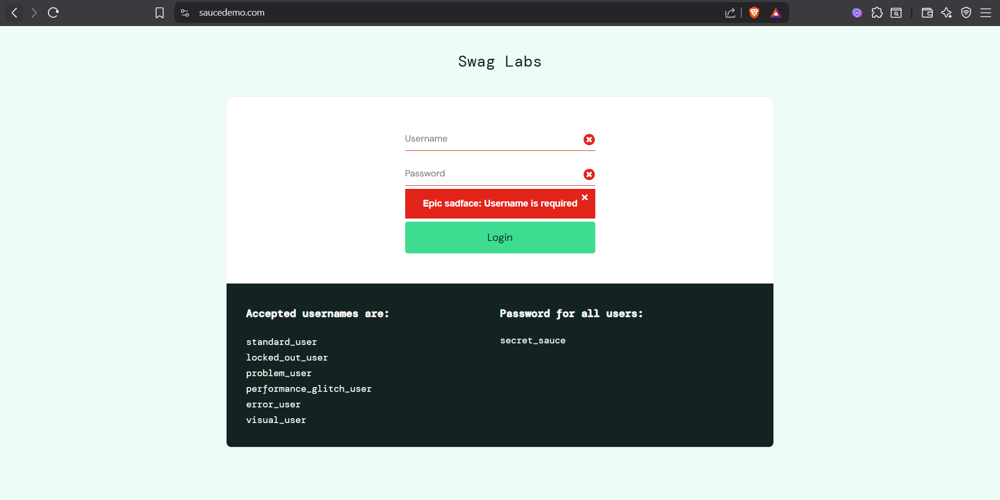 saucedemo.com
Swag Labs
Username
Password
Epic sadface: Username is required
Login
Accepted usernames are:
standard_user
locked_out_user
problem_user
performance_glitch_user
error_user
visual_user
Password for all users:
secret_sauce